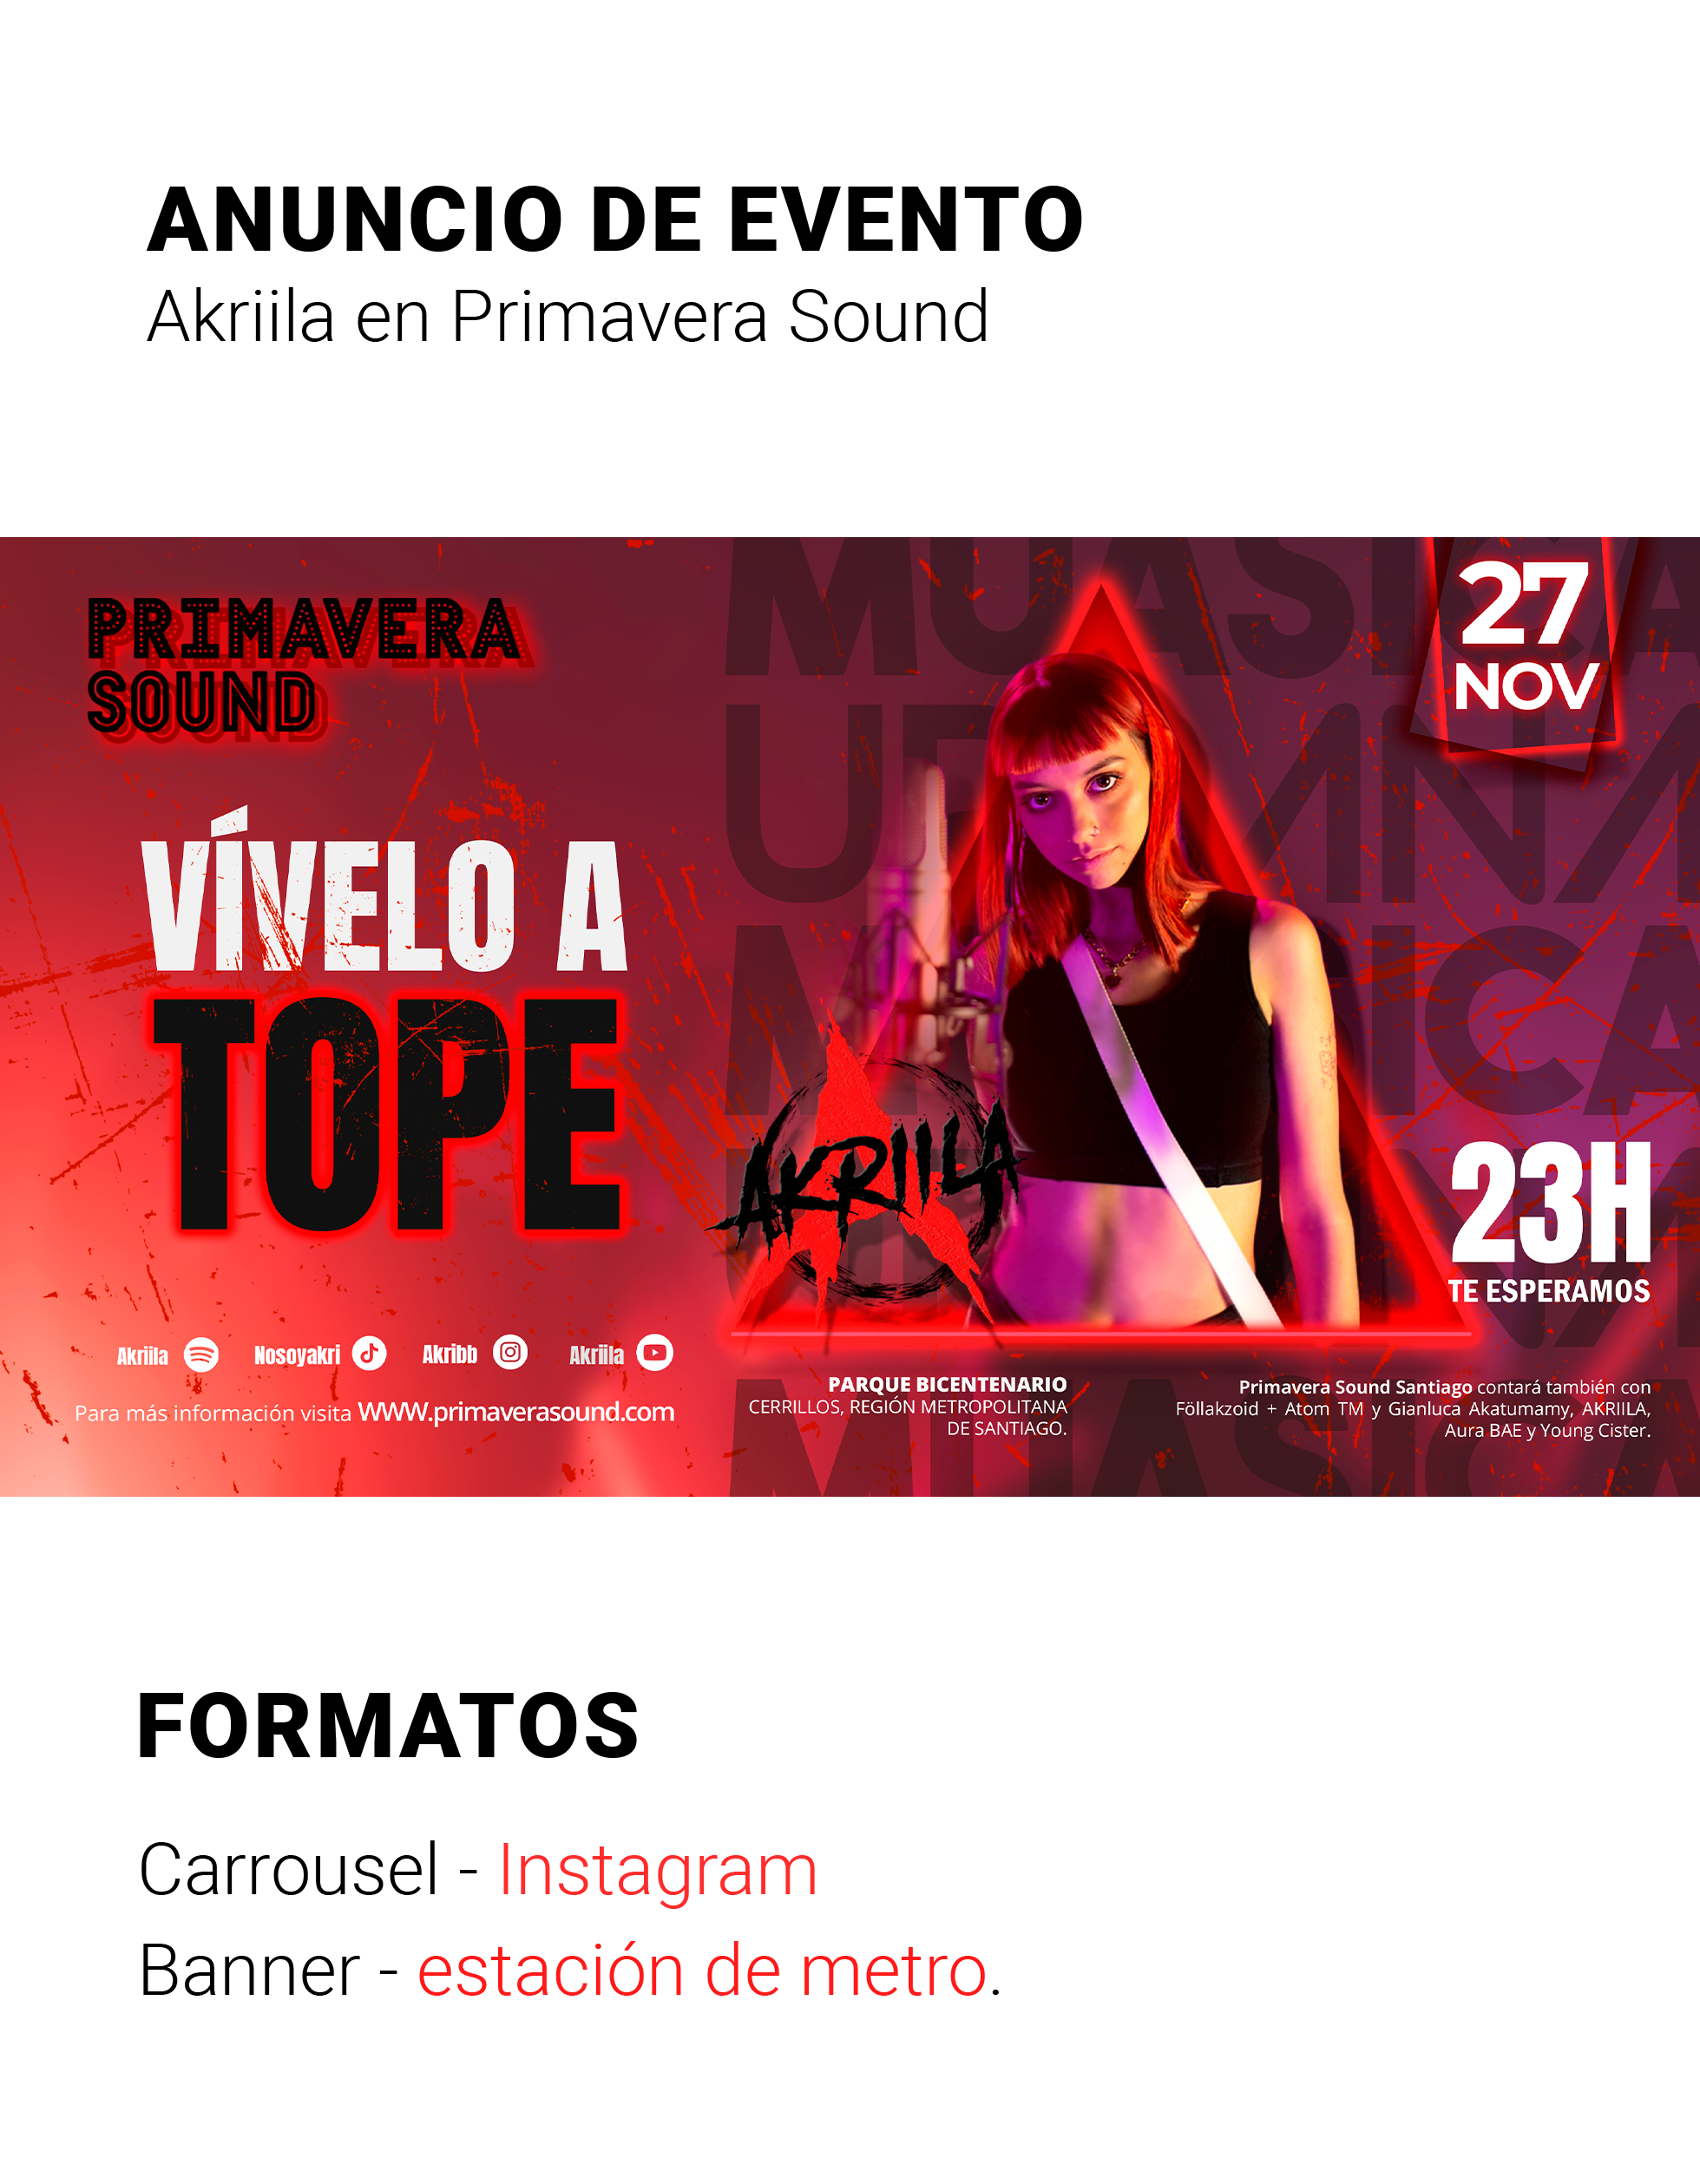 ANUNCIO DE EVENTO
Akriila en Primavera Sound
PRIMAVERA
SOUND
27
NOV
VÍVELO A
TOPE
AKRIILA
23H
TE ESPERAMOS
Akriila
Nosoyakri
Akribb
Akriila
Para más información visita WWW.primaverasound.com
PARQUE BICENTENARIO
CERRILLOS, REGIÓN METROPOLITANA
DE SANTIAGO.
Primavera Sound Santiago contará también con
Föllakzoid + Atom TM y Gianluca Akatumamy, AKRIILA,
Aura BAE y Young Cister.
MUASICA
FORMATOS
Carrousel - Instagram
Banner - estación de metro.